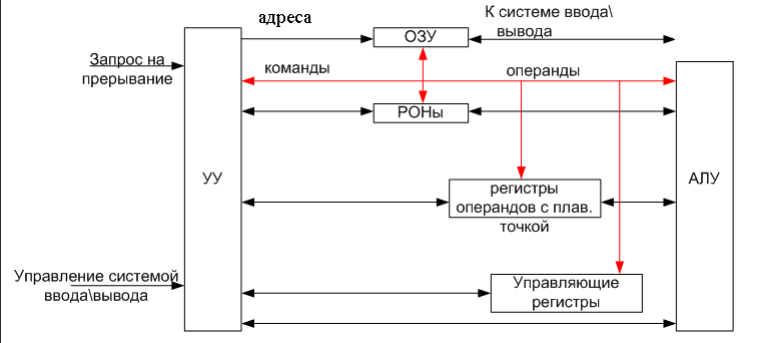 адреса
К системе ввода\
вывода
ОЗУ
Запрос на
прерывание
команды
операнды
РОНы
УУ
АЛУ
регистры
операндов с плав.
точкой
Управление системой
ввода\вывода
Управляющие
регистры